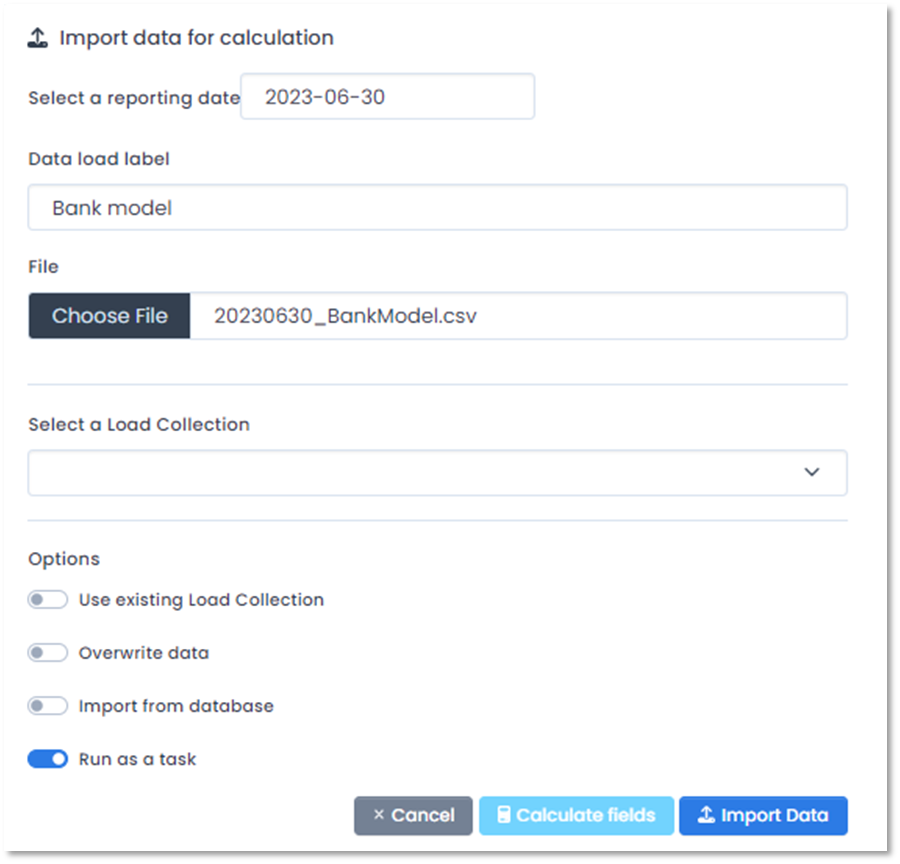 Import data for calculation
Select a reporting date 2023-06-30
Data load label
Bank model
File
Choose File 20230630_BankModel.csv
Select a Load Collection
Options
Use existing Load Collection
Overwrite data
Import from database
Run as a task
× Cancel Calculate fields Import Data